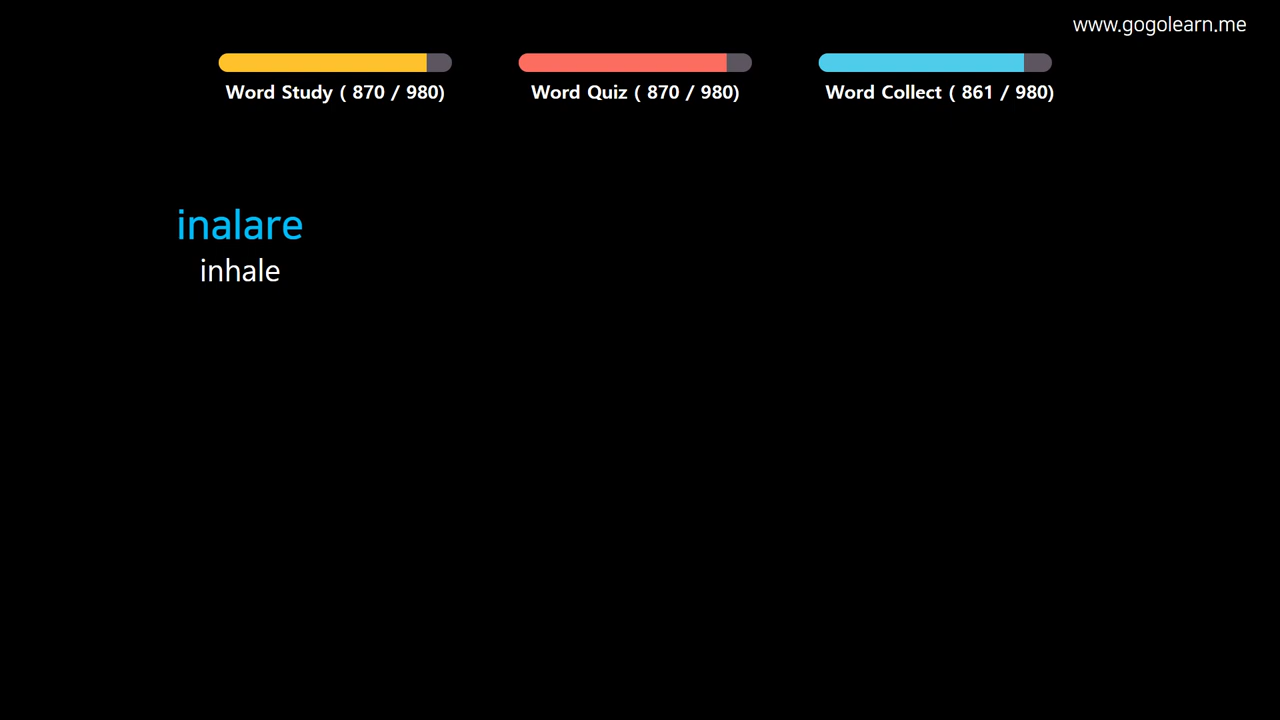 www.gogolearn.me
Word Study ( 870 / 980)
Word Quiz ( 870 / 980)
Word Collect ( 861 / 980)
inalare
inhale